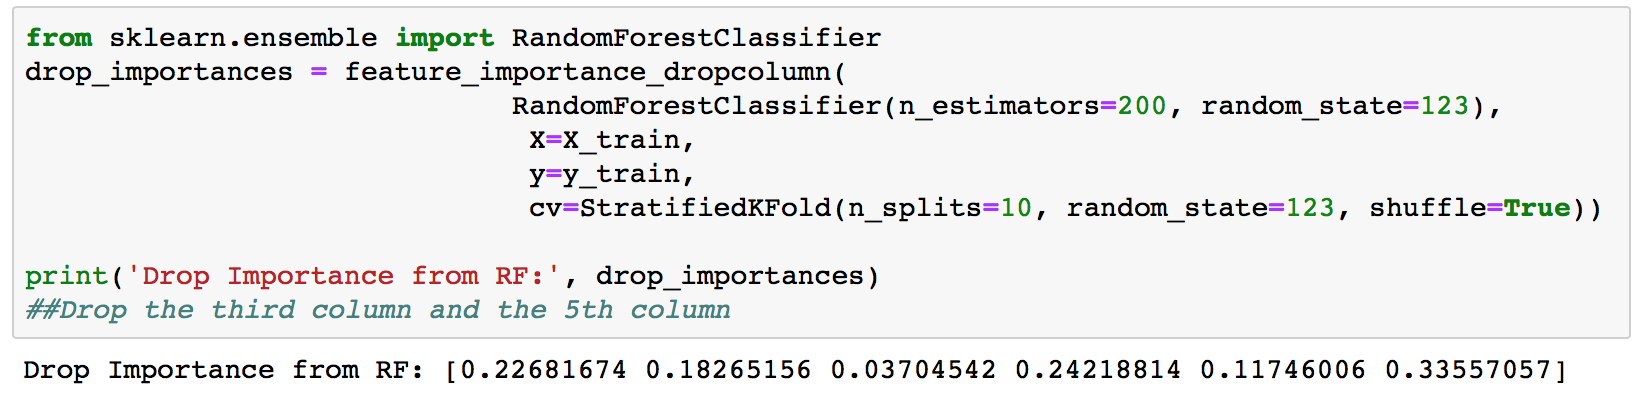 from sklearn.ensemble import RandomForestClassifier
drop_importances = feature_importance_dropcolumn(
RandomForestClassifier(n_estimators=200, random_state=123),
X=X_train,
y=y_train,
cv=StratifiedKFold(n_splits=10, random_state=123, shuffle=True))
print('Drop Importance from RF:', drop_importances)
##Drop the third column and the 5th column
Drop Importance from RF: [0.22681674 0.18265156 0.03704542 0.24218814 0.11746006 0.33557057]